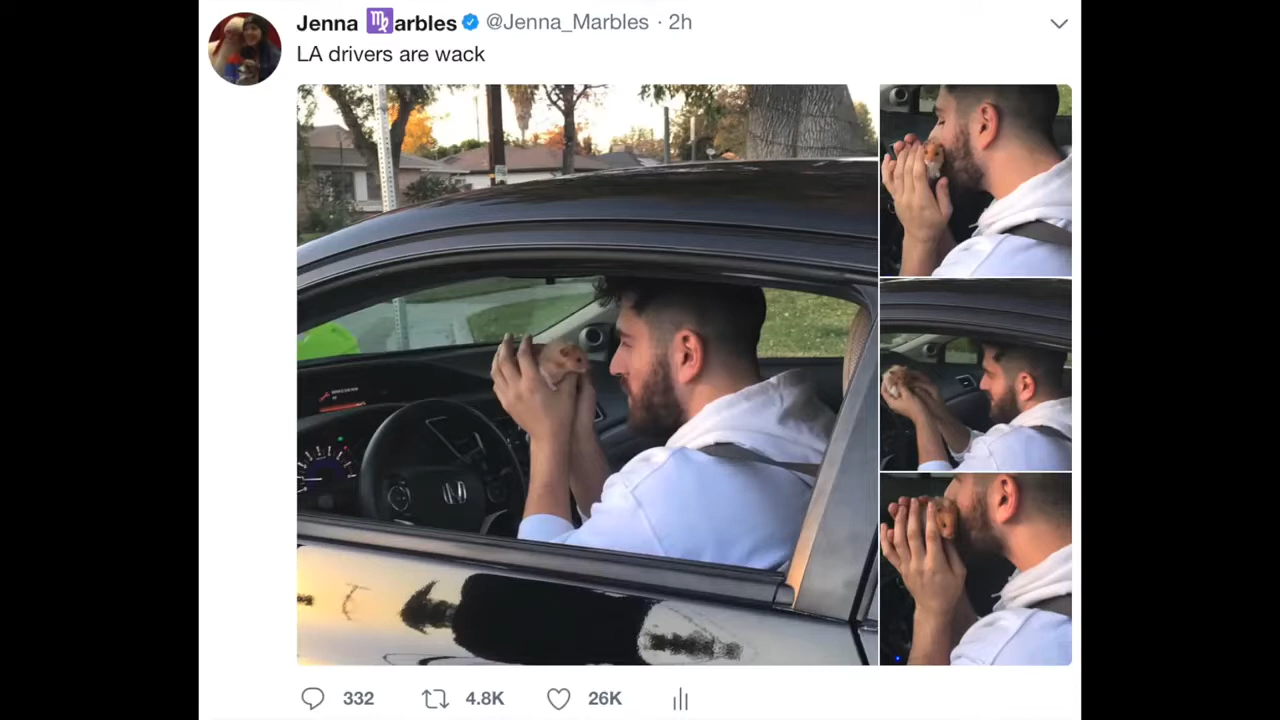 Jenna ♍arbles @Jenna_Marbles · 2h
LA drivers are wack
332 4.8K 26K